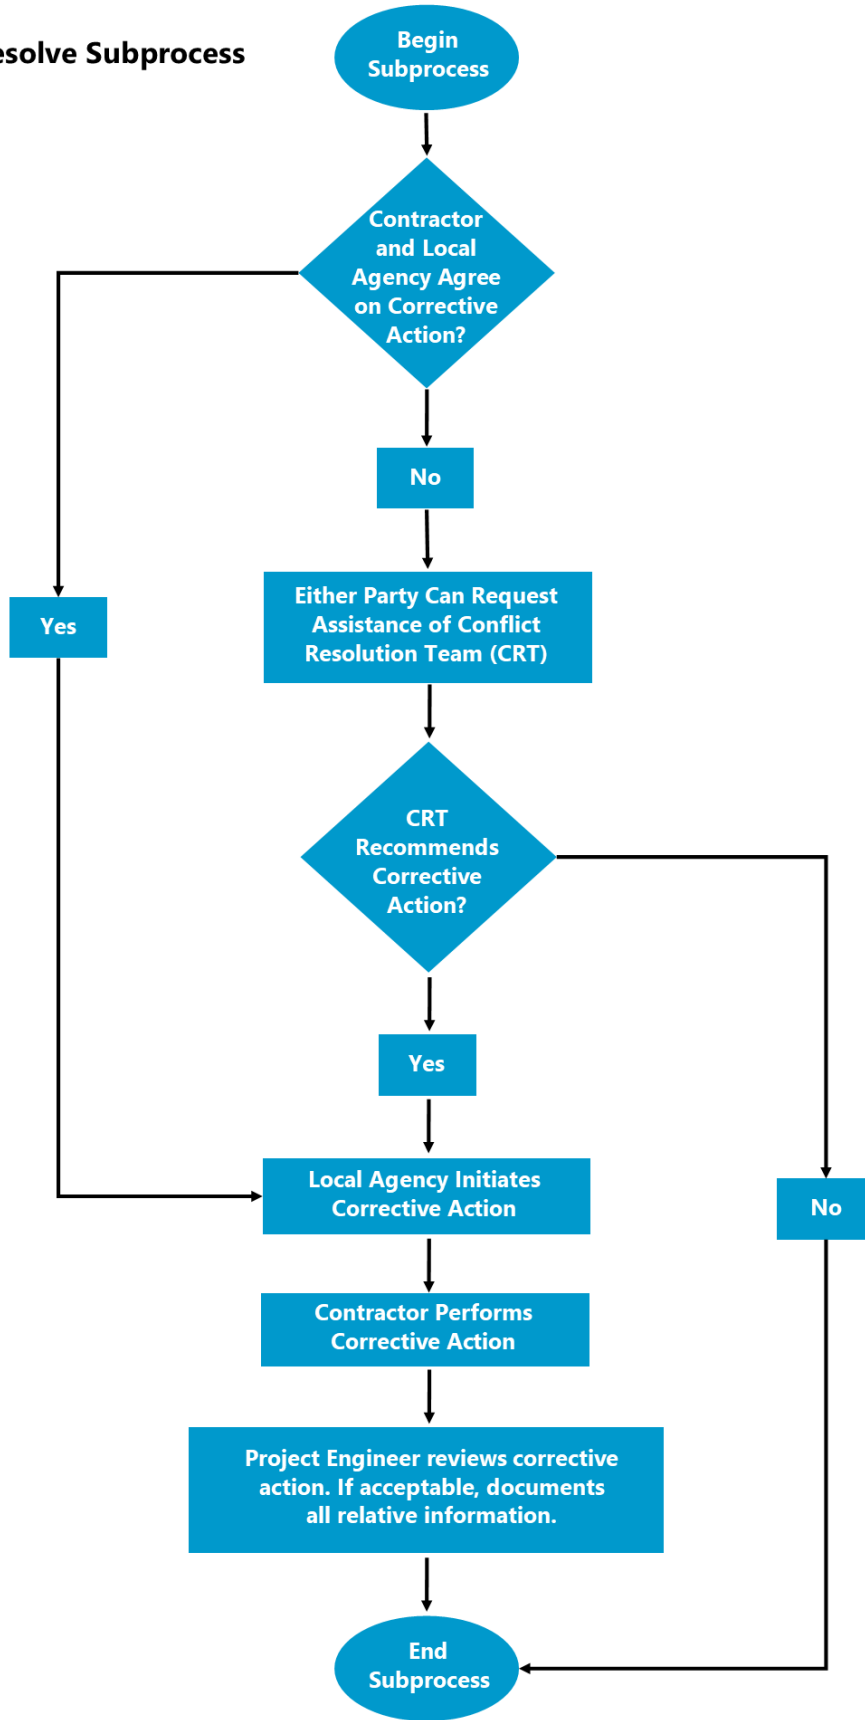 esolve Subprocess
Begin
Subprocess
Contractor
and Local
Agency Agree
on Corrective
Action?
No
Either Party Can Request
Assistance of Conflict
Resolution Team (CRT)
Yes
CRT
Recommends
Corrective
Action?
Yes
Local Agency Initiates
Corrective Action
No
Contractor Performs
Corrective Action
Project Engineer reviews corrective
action. If acceptable, documents
all relative information.
End
Subprocess